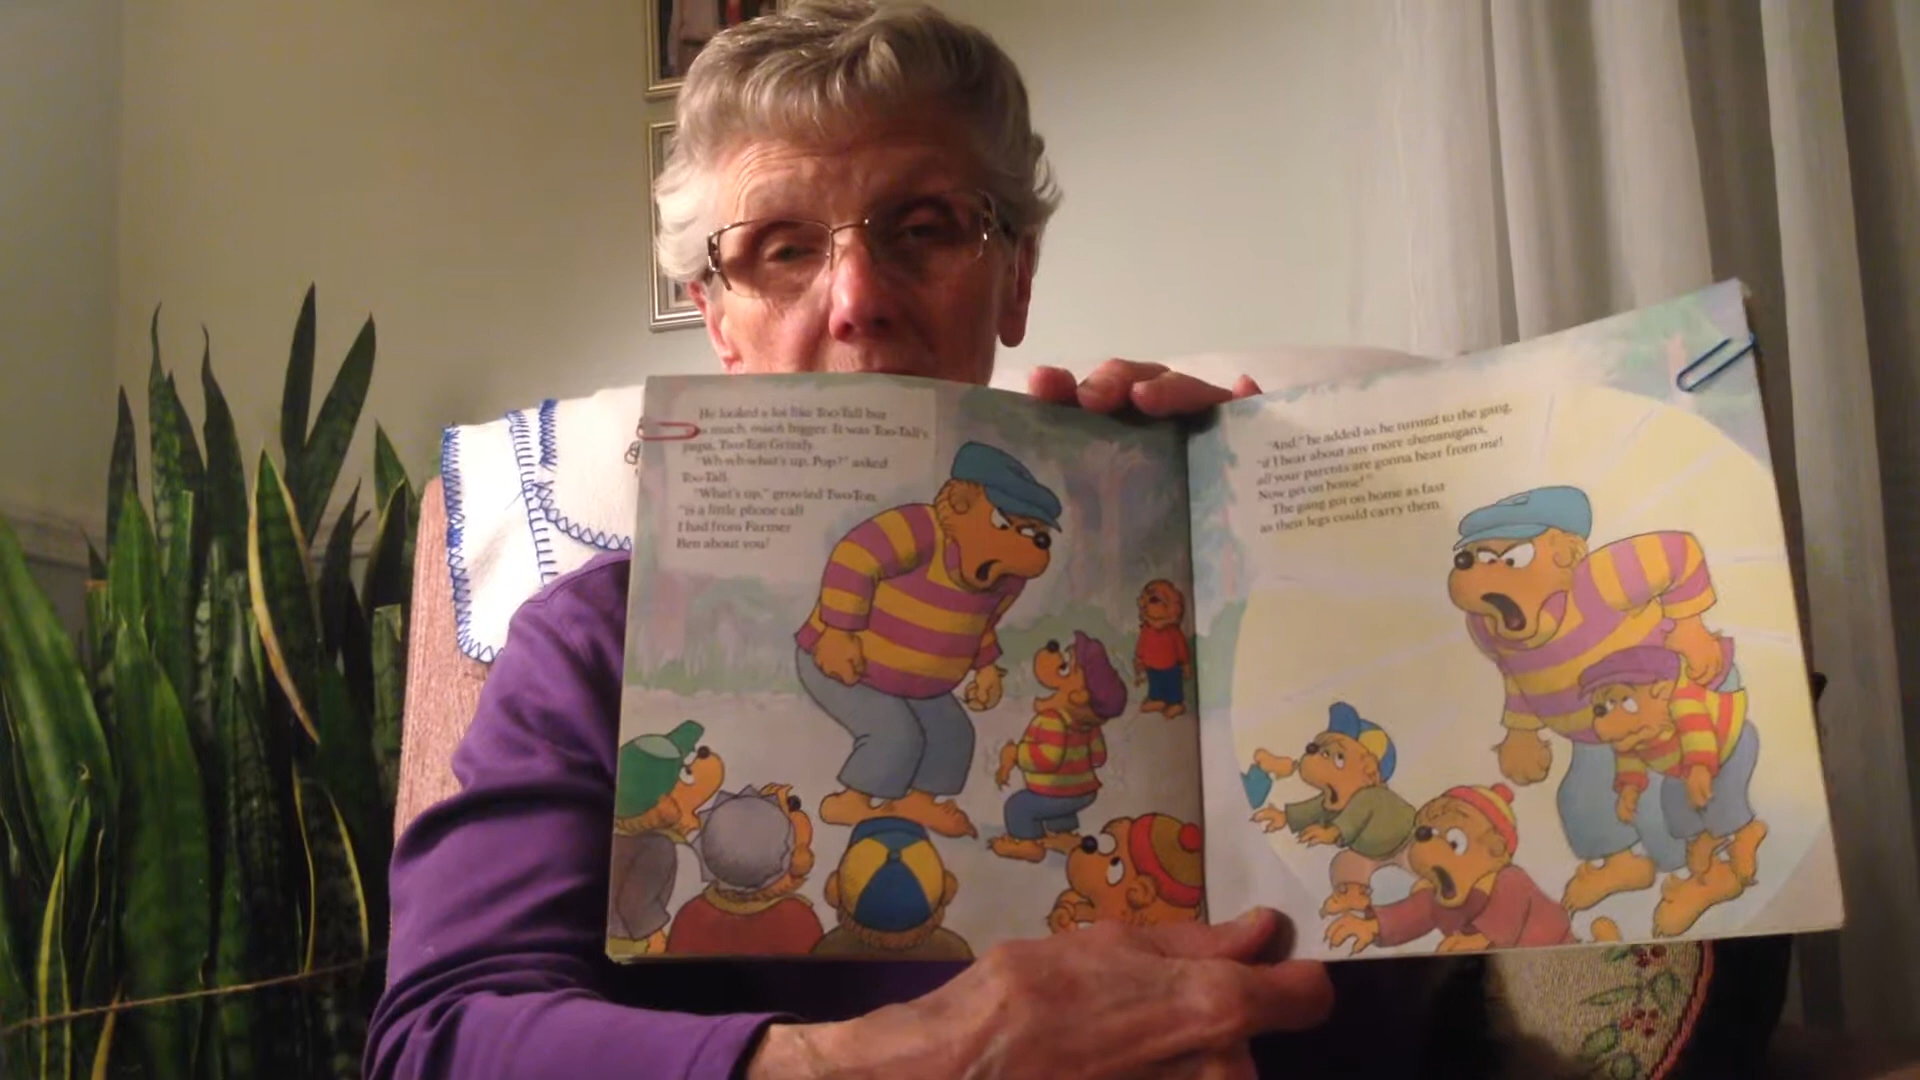 He looked a lot like Too-Tall but
much, much bigger. It was Too-Tall's
papa, Two-Ton Grizzly.
"Wh-wh-what's up, Pop?" asked
Too-Tall.
"What's up," growled Two-Ton,
"is a little phone call
I had from Farmer
Ben about you!
"And," he added as he turned to the gang,
"if I hear about any more shenanigans,
all your parents are gonna hear from me!
Now get on home!"
The gang got on home as fast
as their legs could carry them.